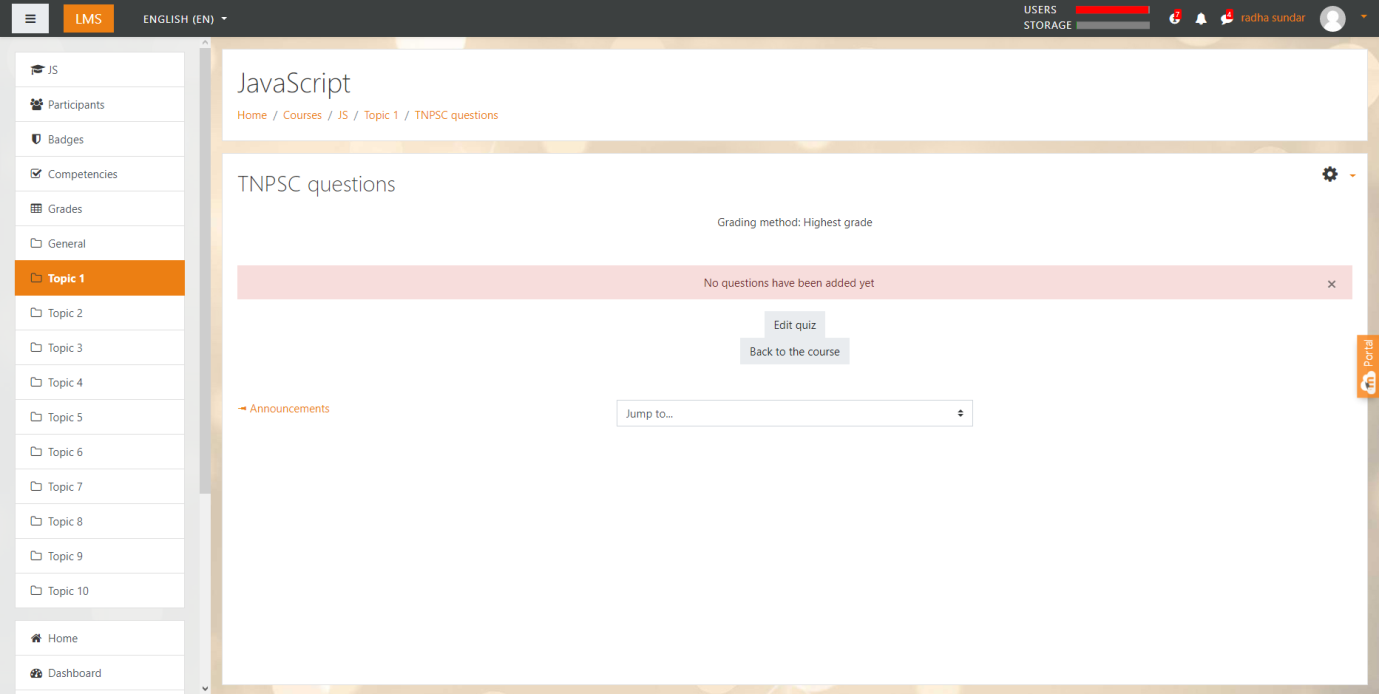 LMS
ENGLISH (EN)
USERS
STORAGE
7
4
radha sundar
JS
Participants
Badges
Competencies
Grades
General
Topic 1
Topic 2
Topic 3
Topic 4
Topic 5
Topic 6
Topic 7
Topic 8
Topic 9
Topic 10
Home
Dashboard
JavaScript
Home / Courses / JS / Topic 1 / TNPSC questions
TNPSC questions
Grading method: Highest grade
No questions have been added yet ×
Edit quiz
Back to the course
Announcements
Jump to...
Portal